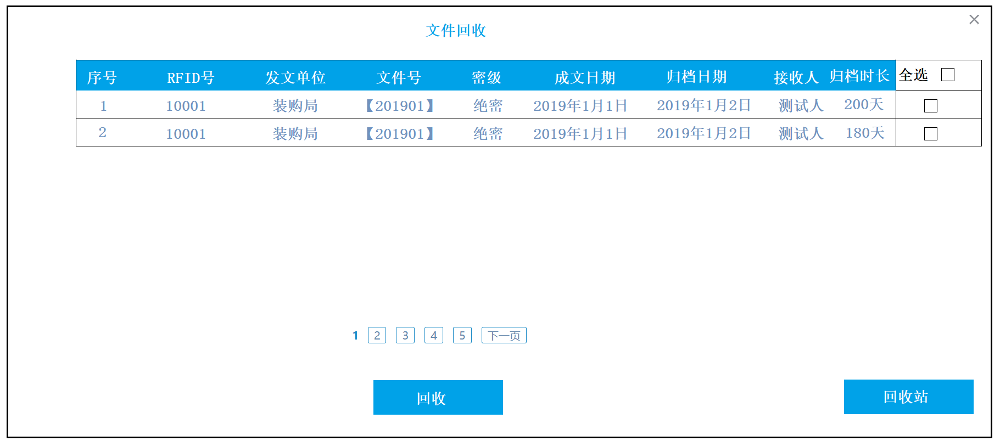 文件回收
序号 RFID号 发文单位 文件号 密级 成文日期 归档日期 接收人 归档时长 全选
1 10001 装购局 【201901】 绝密 2019年1月1日 2019年1月2日 测试人 200天
2 10001 装购局 【201901】 绝密 2019年1月1日 2019年1月2日 测试人 180天
1 2 3 4 5 下一页
回收 回收站